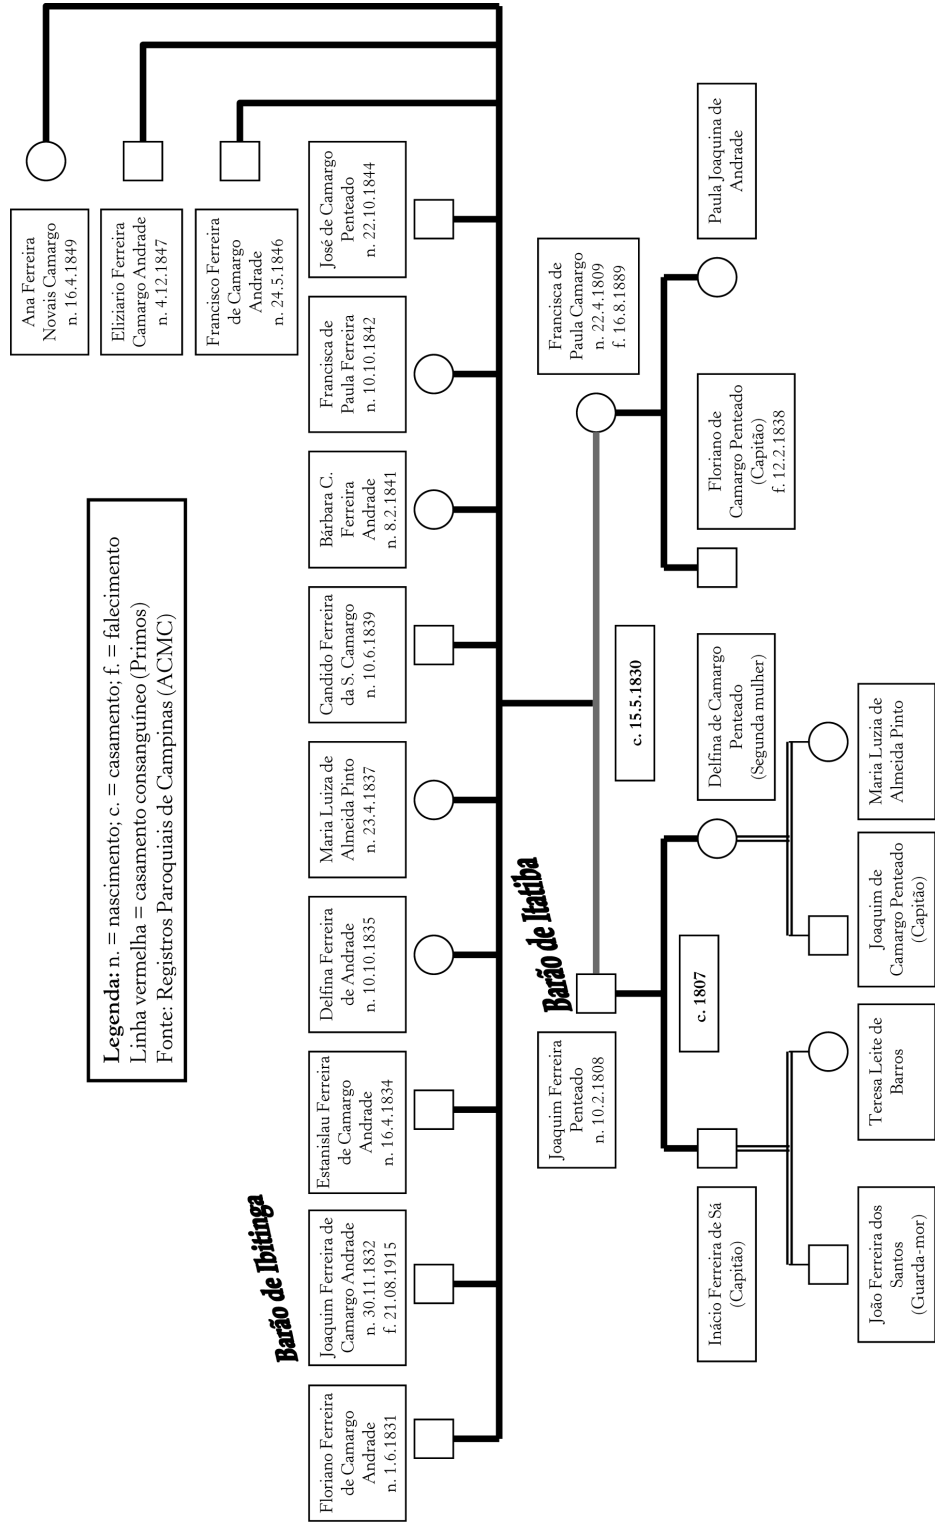 Legenda: n. = nascimento; c. = casamento; f. = falecimento
Linha vermelha = casamento consanguíneo (Primos)
Fonte: Registros Paroquiais de Campinas (ACMC)
Ana Ferreira
Novais Camargo
n. 16.4.1849
Eliziario Ferreira
Camargo Andrade
n. 4.12.1847
Francisco Ferreira
de Camargo
Andrade
n. 24.5.1846
Barão de Ibitinga
Floriano Ferreira
de Camargo
Andrade
n. 1.6.1831
Joaquim Ferreira de
Camargo Andrade
n. 30.11.1832
f. 21.08.1915
Estanislau Ferreira
de Camargo
Andrade
n. 16.4.1834
Delfina Ferreira
de Andrade
n. 10.10.1835
Maria Luiza de
Almeida Pinto
n. 23.4.1837
Candido Ferreira
da S. Camargo
n. 10.6.1839
Bárbara C.
Ferreira
Andrade
n. 8.2.1841
Francisca de
Paula Ferreira
n. 10.10.1842
José de Camargo
Penteado
n. 22.10.1844
Barão de Itatiba
Joaquim Ferreira
Penteado
n. 10.2.1808
c. 15.5.1830
Francisca de
Paula Camargo
n. 22.4.1809
f. 16.8.1889
Inácio Ferreira de Sá
(Capitão)
c. 1807
Delfina de Camargo
Penteado
(Segunda mulher)
Floriano de
Camargo Penteado
(Capitão)
f. 12.2.1838
Paula Joaquina de
Andrade
João Ferreira dos
Santos
(Guarda-mor)
Teresa Leite de
Barros
Joaquim de
Camargo Penteado
(Capitão)
Maria Luzia de
Almeida Pinto